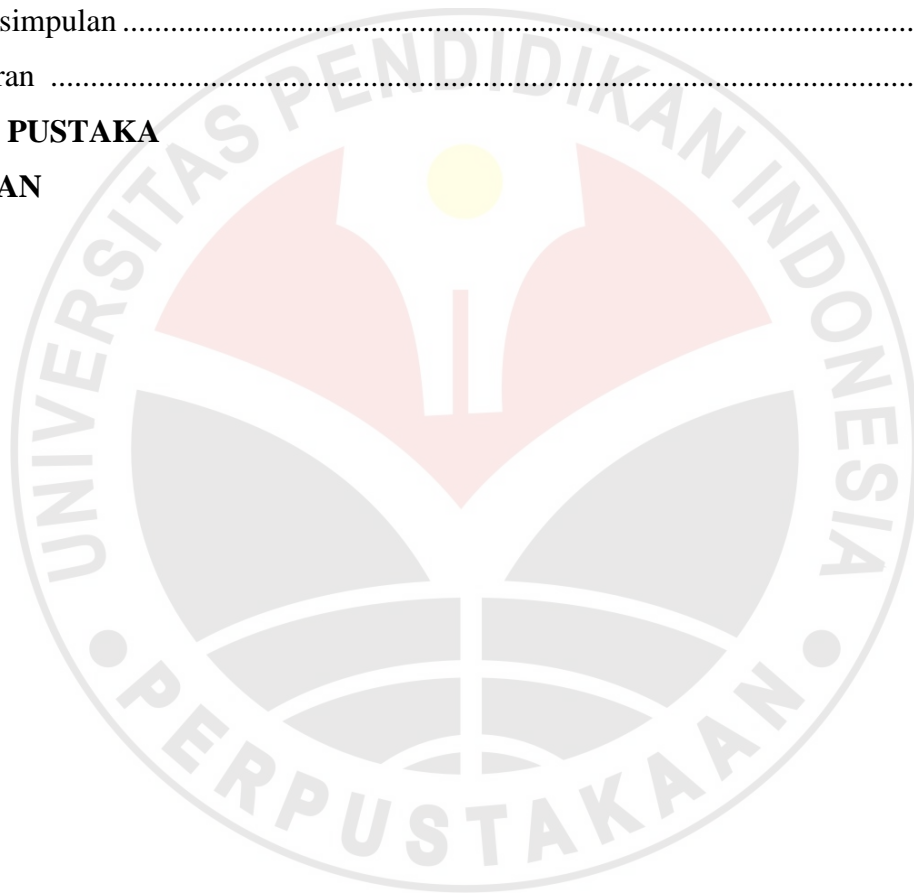 simpulan ........................................................................................................
ran ........................................................................................................
PUSTAKA
AN
UNIVERSITAS PENDIDIKAN INDONESIA
PERPUSTAKAAN